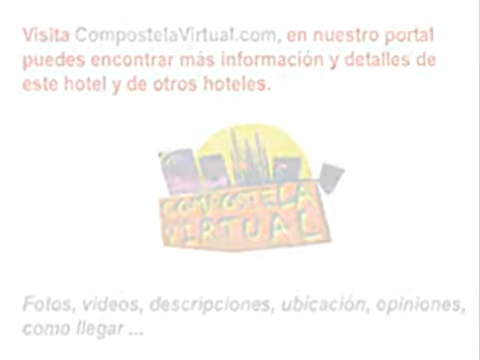 Visita CompostelaVirtual.com, en nuestro portal
puedes encontrar más información y detalles de
este hotel y de otros hoteles.
COMPOSTELA
VIRTUAL
Fotos, vídeos, descripciones, ubicación, opiniones,
como llegar ...